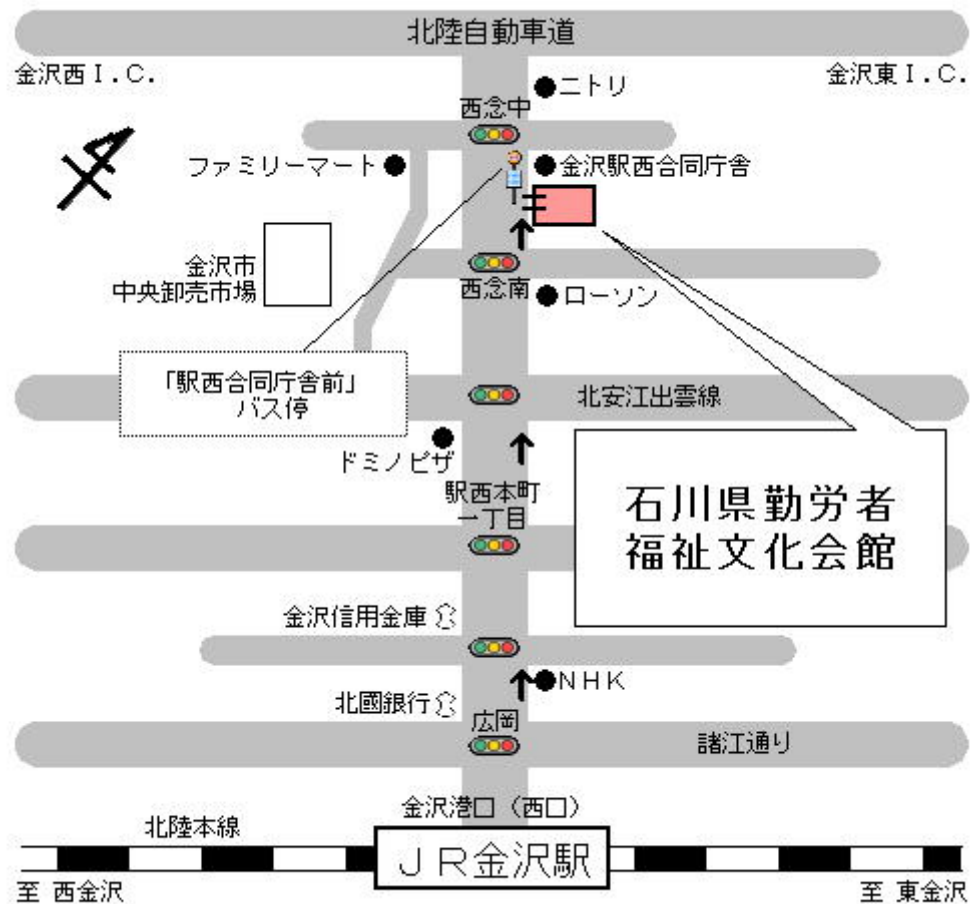 北陸自動車道
金沢西Ｉ.Ｃ.
金沢東Ｉ.Ｃ.
ニトリ
西念中
ファミリーマート
金沢駅西合同庁舎
金沢市
中央卸売市場
西念南
ローソン
「駅西合同庁舎前」
バス停
北安江出雲線
ドミノピザ
石川県勤労者
福祉文化会館
駅西本町
一丁目
金沢信用金庫
NHK
北國銀行
広岡
諸江通り
金沢港口（西口）
北陸本線
ＪＲ金沢駅
至 西金沢
至 東金沢